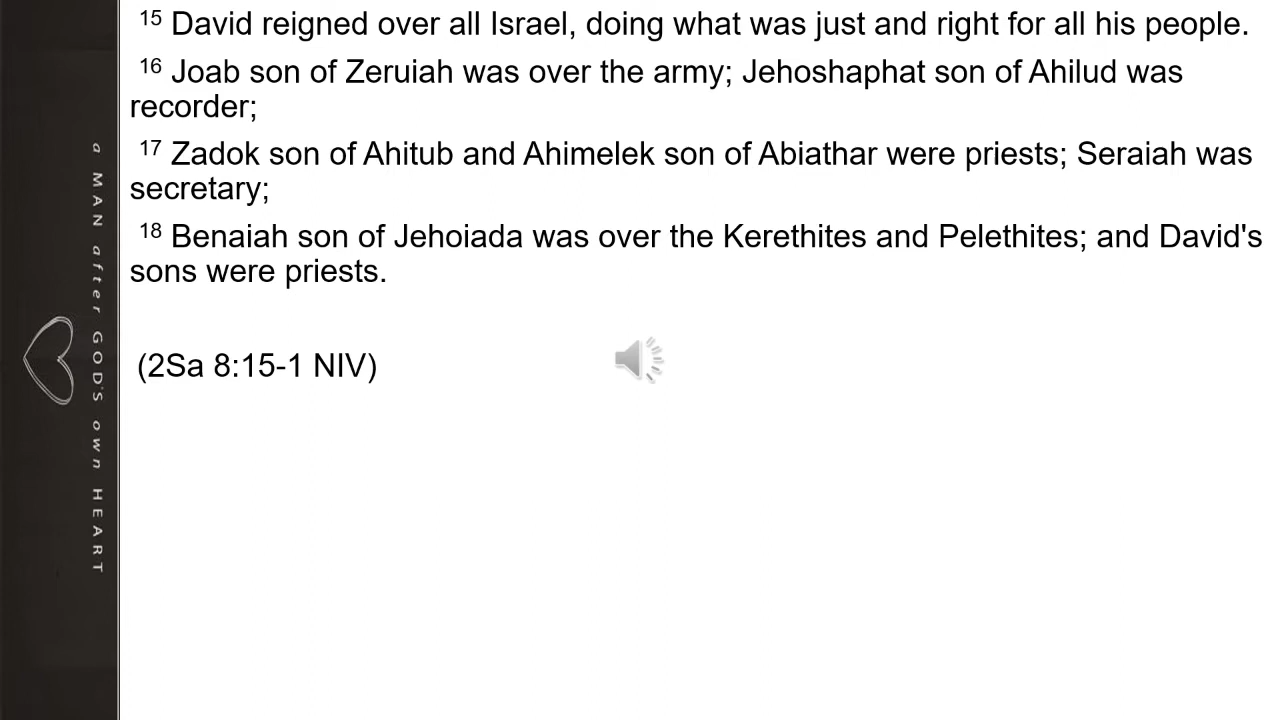 15 David reigned over all Israel, doing what was just and right for all his people.
16 Joab son of Zeruiah was over the army; Jehoshaphat son of Ahilud was
recorder;
17 Zadok son of Ahitub and Ahimelek son of Abiathar were priests; Seraiah was
secretary;
18 Benaiah son of Jehoiada was over the Kerethites and Pelethites; and David's
sons were priests.
(2Sa 8:15-1 NIV)
a MAN after GOD'S own HEART